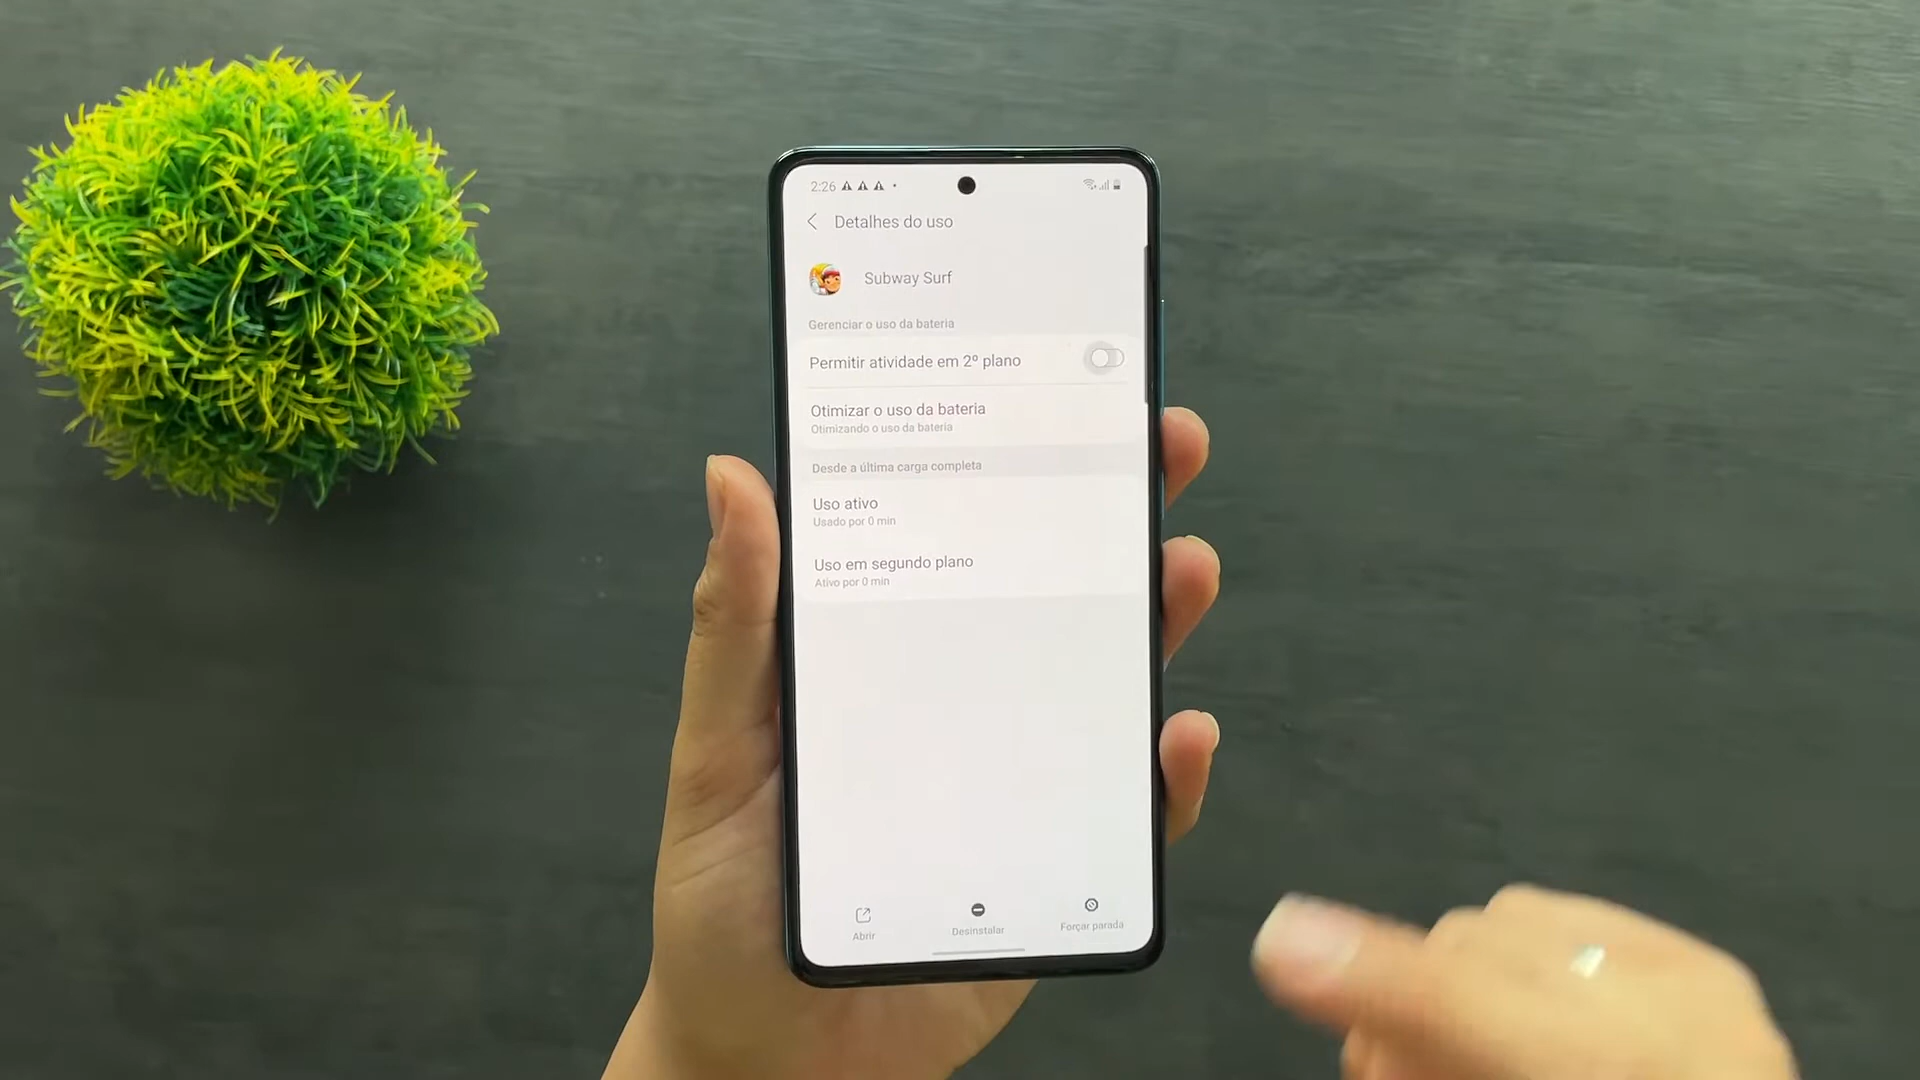 2:26
Detalhes do uso
Subway Surf
Gerenciar o uso da bateria
Permitir atividade em 2º plano
Otimizar o uso da bateria
Otimizando o uso da bateria
Desde a última carga completa
Uso ativo
Usado por 0 min
Uso em segundo plano
Ativo por 0 min
Abrir
Desinstalar
Forçar parada